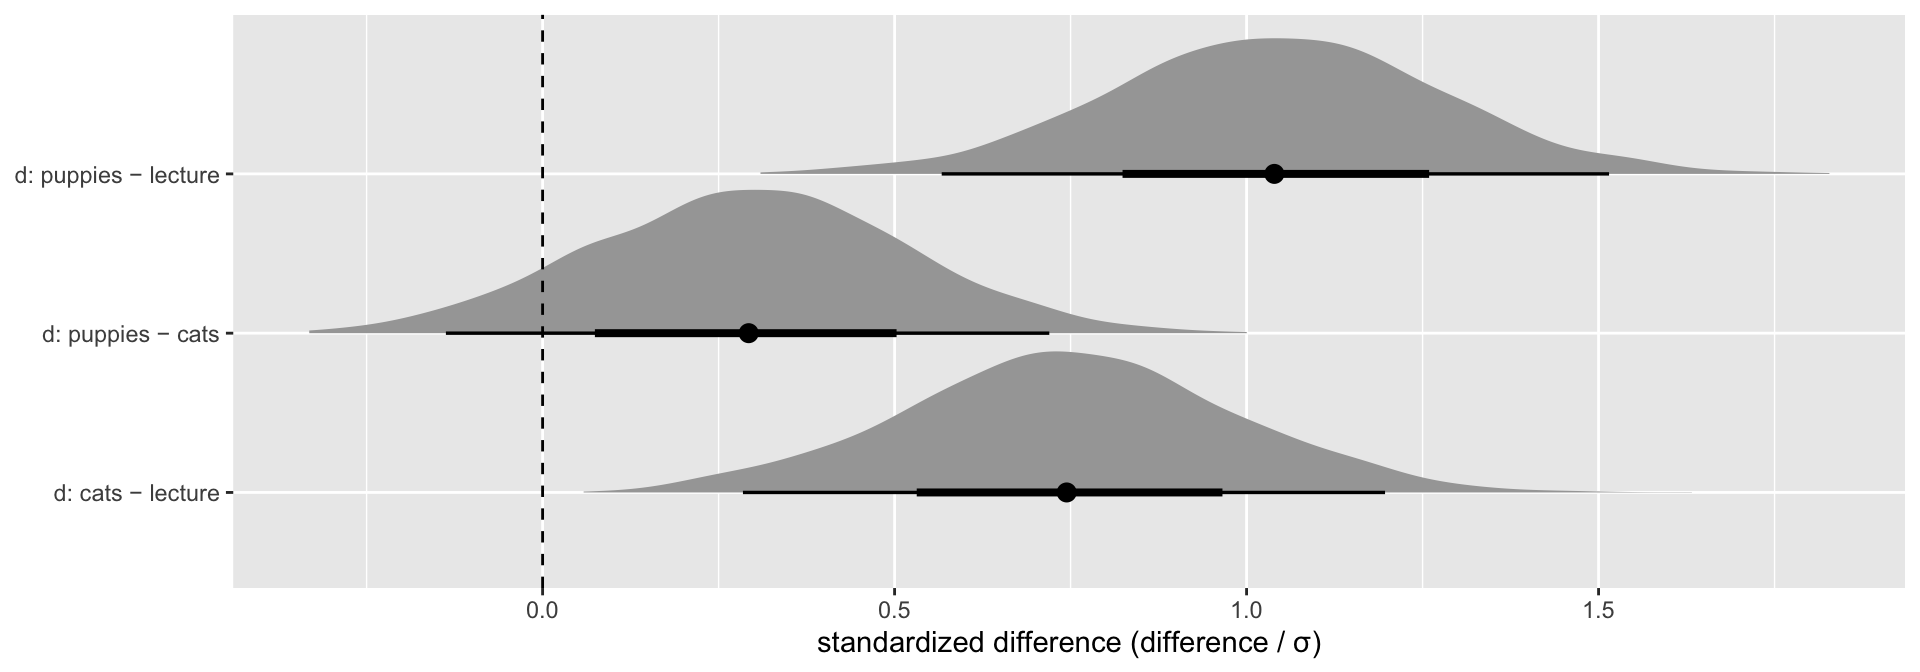 d: puppies − lecture
d: puppies − cats
d: cats − lecture
0.0 0.5 1.0 1.5
standardized difference (difference / σ)